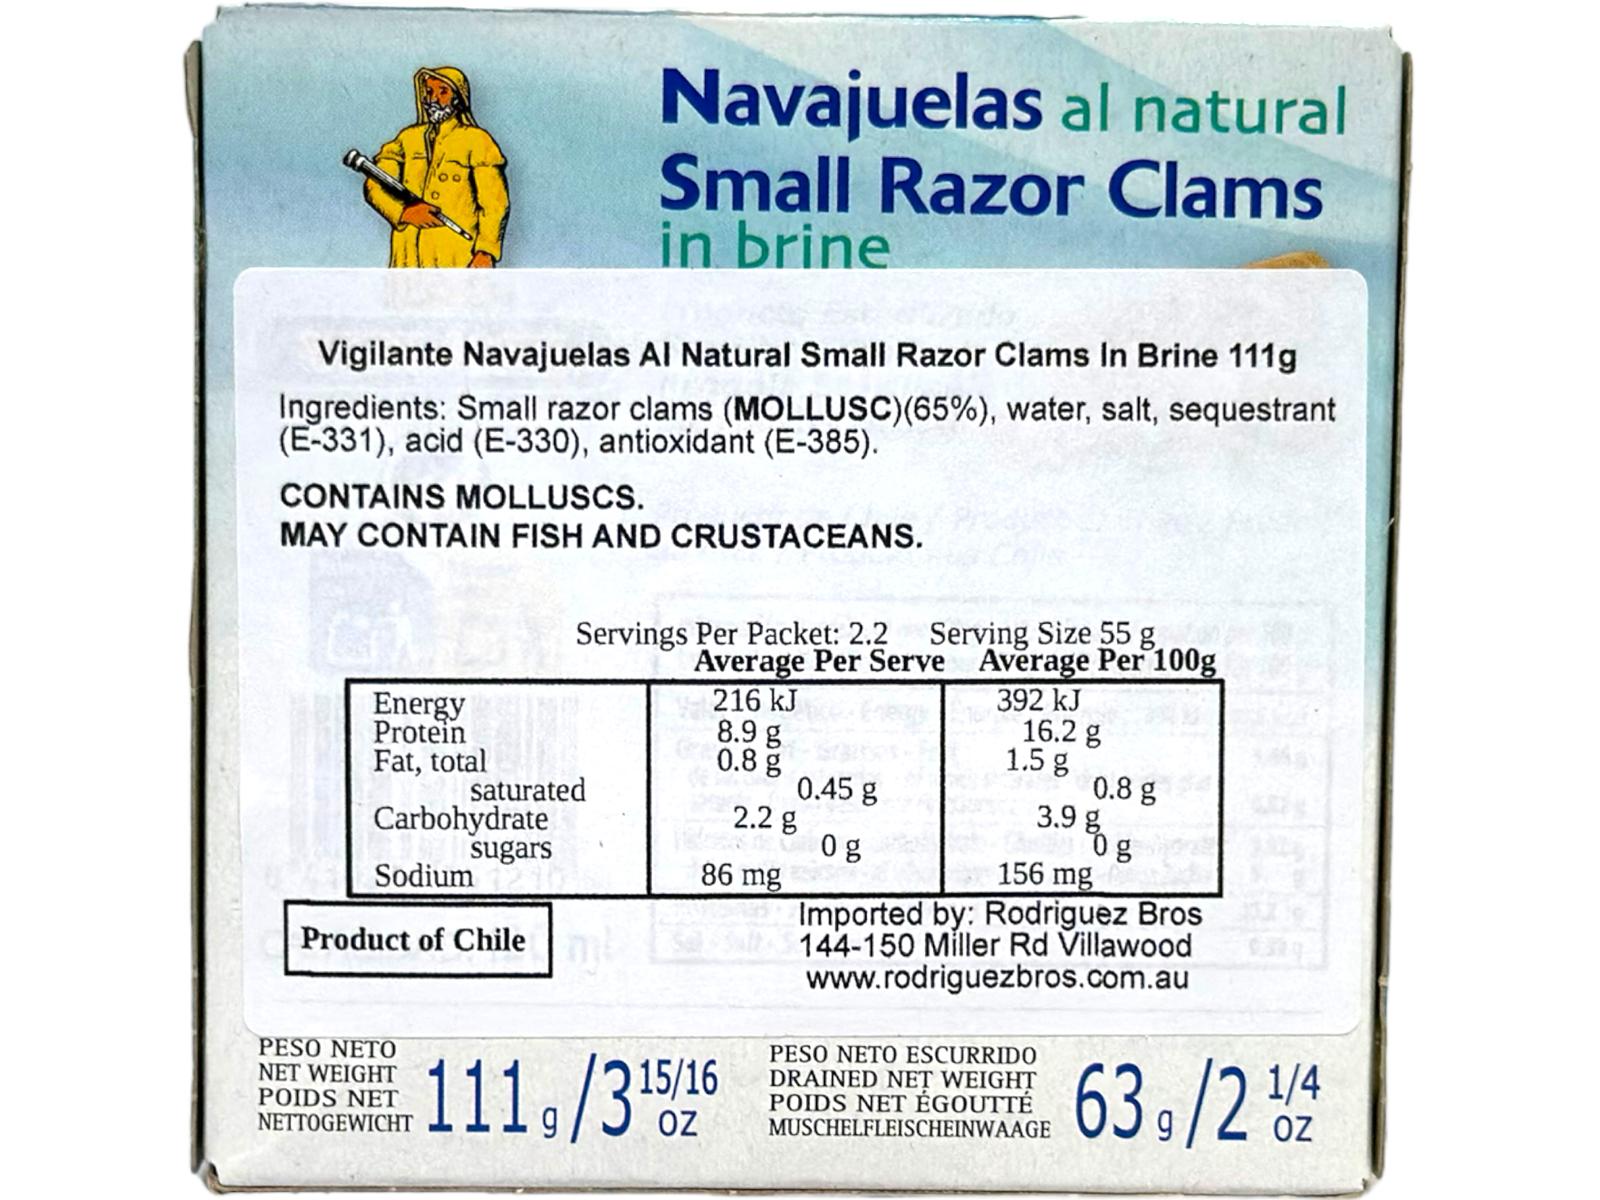 Navajuelas al natural
Small Razor Clams
in brine
Vigilante Navajuelas Al Natural Small Razor Clams In Brine 111g
Ingredients: Small razor clams (MOLLUSC)(65%), water, salt, sequestrant
(E-331), acid (E-330), antioxidant (E-385).
CONTAINS MOLLUSCS.
MAY CONTAIN FISH AND CRUSTACEANS.
Servings Per Packet: 2.2 Serving Size 55 g
Average Per Serve Average Per 100g
Energy 216 kJ 392 kJ
Protein 8.9 g 16.2 g
Fat, total 0.8 g 1.5 g
saturated 0.45 g 0.8 g
Carbohydrate 2.2 g 3.9 g
sugars 0 g 0 g
Sodium 86 mg 156 mg
Product of Chile
Imported by: Rodriguez Bros
144-150 Miller Rd Villawood
www.rodriguezbros.com.au
PESO NETO
NET WEIGHT
POIDS NET
NETTOGEWICHT
111 g / 3 15/16 oz
PESO NETO ESCURRIDO
DRAINED NET WEIGHT
POIDS NET ÉGOUTTÉ
MUSCHELFLEISCHEINWAAGE
63 g / 2 1/4 oz